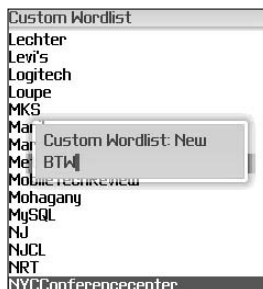 Custom Wordlist
Lechter
Levi's
Logitech
Loupe
MKS
Custom Wordlist: New
BTW
MobileTechReview
Mohagany
MySQL
NJ
NJCL
NRT
NYCConferencecenter